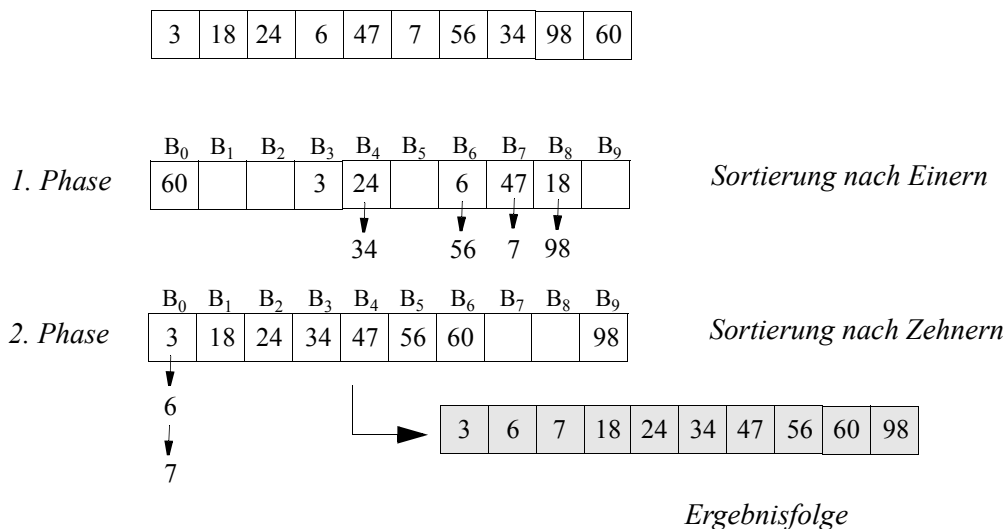 3 18 24 6 47 7 56 34 98 60
B0 B1 B2 B3 B4 B5 B6 B7 B8 B9
1. Phase 60 3 24 6 47 18 Sortierung nach Einern
34 56 7 98
B0 B1 B2 B3 B4 B5 B6 B7 B8 B9
2. Phase 3 18 24 34 47 56 60 98 Sortierung nach Zehnern
6
3 6 7 18 24 34 47 56 60 98
7
Ergebnisfolge